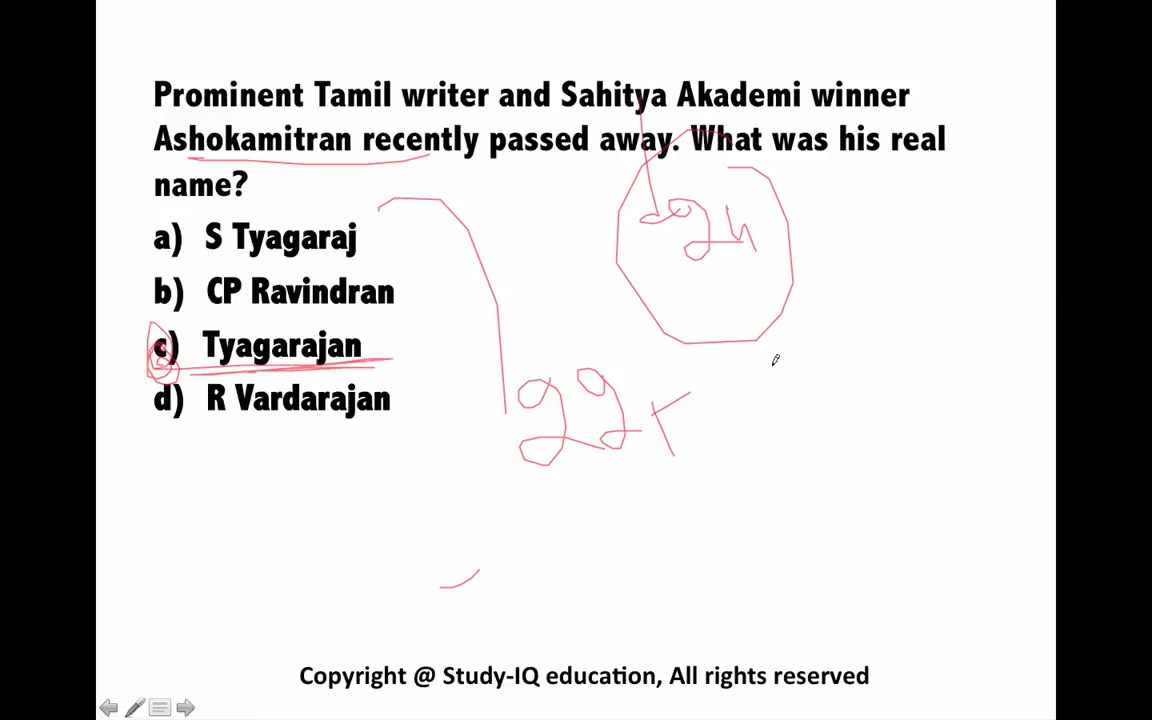 Prominent Tamil writer and Sahitya Akademi winner
Ashokamitran recently passed away. What was his real
name?
a) S Tyagaraj
b) CP Ravindran
c) Tyagarajan
d) R Vardarajan
Copyright @ Study-IQ education, All rights reserved